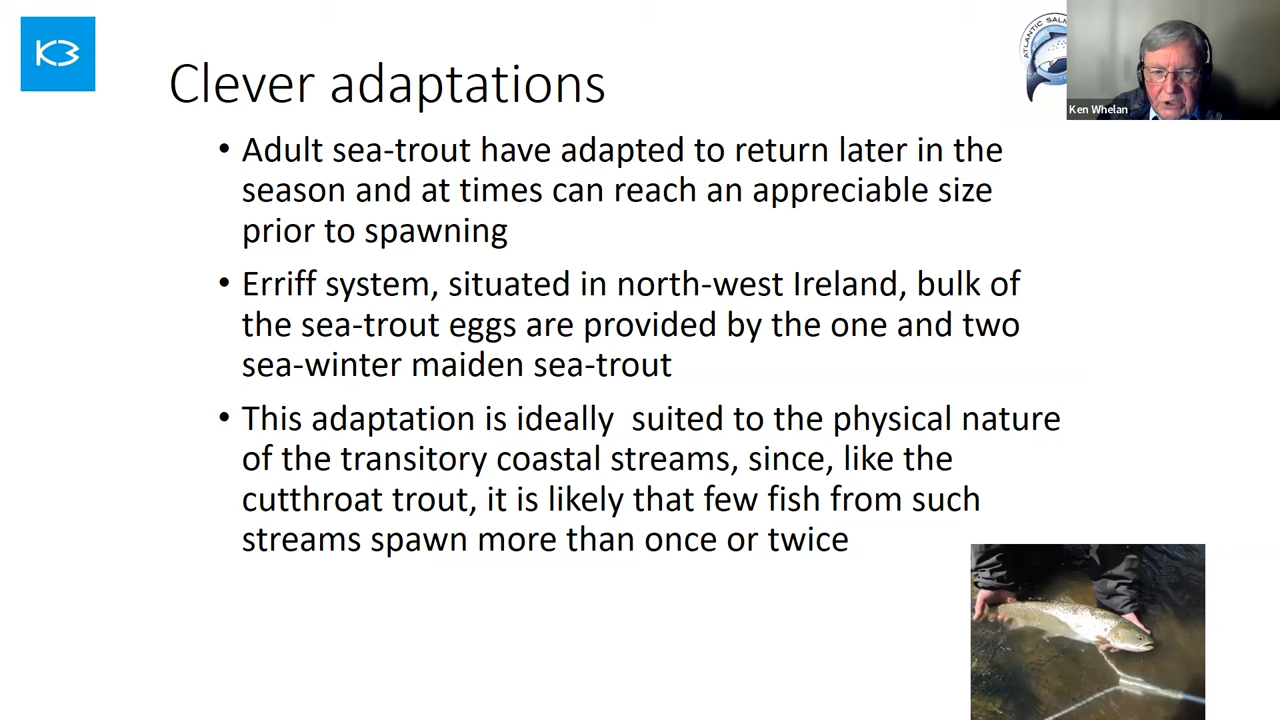 K3
Clever adaptations
ATLANTIC SALM
Ken Whelan
• Adult sea-trout have adapted to return later in the
season and at times can reach an appreciable size
prior to spawning
• Erriff system, situated in north-west Ireland, bulk of
the sea-trout eggs are provided by the one and two
sea-winter maiden sea-trout
• This adaptation is ideally  suited to the physical nature
of the transitory coastal streams, since, like the
cutthroat trout, it is likely that few fish from such
streams spawn more than once or twice